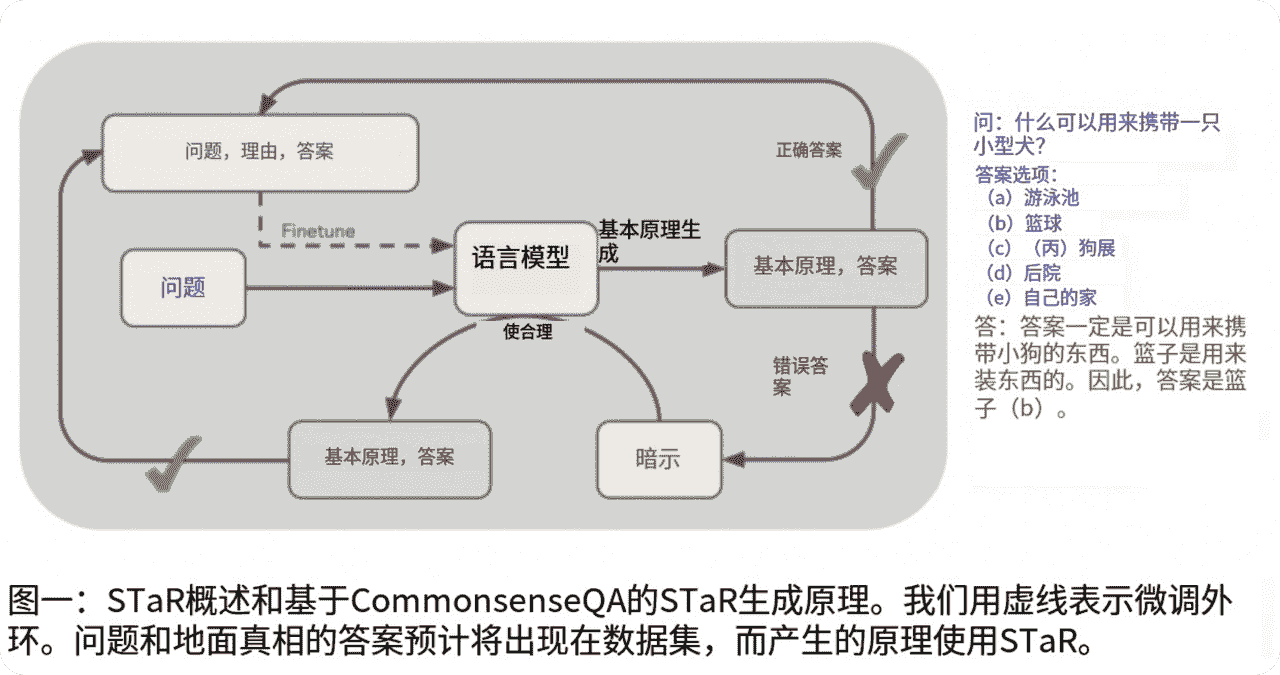 问题，理由，答案
正确答案
Finetune
问题
语言模型
基本原理生
成
基本原理，答案
使合理
错误答
案
基本原理，答案
暗示
问：什么可以用来携带一只
小型犬？
答案选项：
（a）游泳池
（b）篮球
（c）（丙）狗展
（d）后院
（e）自己的家
答：答案一定是可以用来携
带小狗的东西。篮子是用来
装东西的。因此，答案是篮
子（b）。
图一：STaR概述和基于CommonsenseQA的STaR生成原理。我们用虚线表示微调外
环。问题和地面真相的答案预计将出现在数据集，而产生的原理使用STaR。